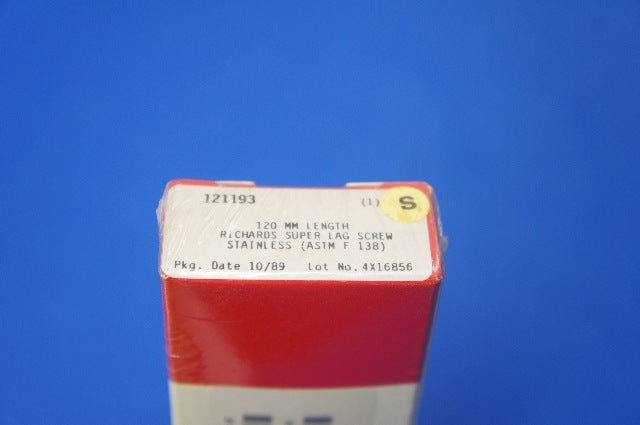 121193 (1) S
120 MM LENGTH
RICHARDS SUPER LAG SCREW
STAINLESS (ASTM F 138)
Pkg. Date 10/89 Lot No. 4X16856